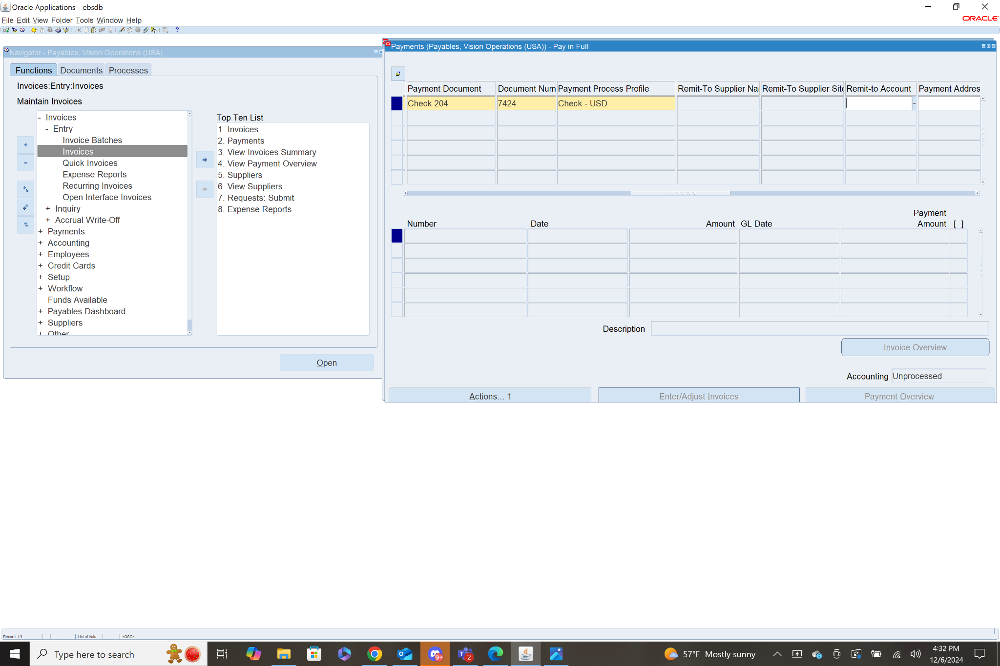 Oracle Applications - ebsdb
File Edit View Folder Tools Window Help
ORACLE
Navigator - Payables, Vision Operations (USA)
Functions Documents Processes
Invoices:Entry:Invoices
Maintain Invoices
- Invoices
- Entry
Invoice Batches
Invoices
Quick Invoices
Expense Reports
Recurring Invoices
Open Interface Invoices
+ Inquiry
+ Accrual Write-Off
+ Payments
+ Accounting
+ Employees
+ Credit Cards
+ Setup
+ Workflow
Funds Available
+ Payables Dashboard
+ Suppliers
+ Other
Top Ten List
1. Invoices
2. Payments
3. View Invoices Summary
4. View Payment Overview
5. Suppliers
6. View Suppliers
7. Requests: Submit
8. Expense Reports
Open
Payments (Payables, Vision Operations (USA)) - Pay in Full
Payment Document Document Num Payment Process Profile Remit-To Supplier Nar Remit-To Supplier Site Remit-to Account Payment Addres
Check 204 7424 Check - USD
Payment
Number Date Amount GL Date Amount [ ]
Description
Invoice Overview
Accounting Unprocessed
Actions... 1 Enter/Adjust Invoices Payment Overview
Record: 1/1 ... List of Valu... <OSC>
Type here to search
9+
2
57°F Mostly sunny
4:32 PM
12/6/2024